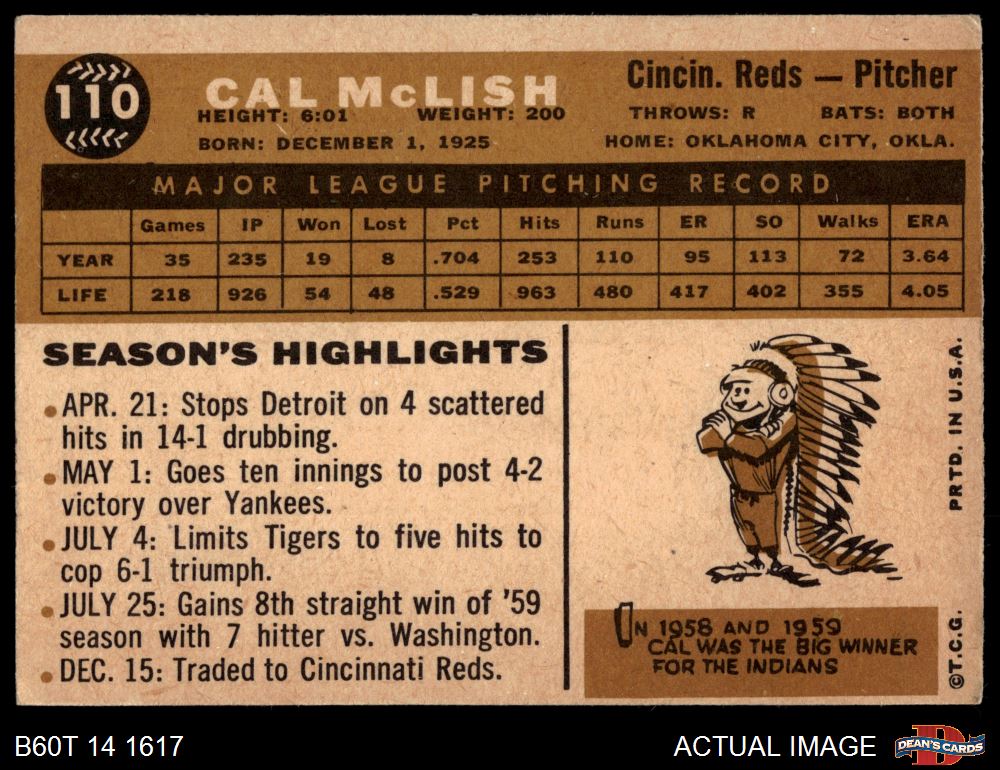 110
CAL McLISH
Cincin. Reds — Pitcher
HEIGHT: 6:01 WEIGHT: 200
THROWS: R BATS: BOTH
BORN: DECEMBER 1, 1925
HOME: OKLAHOMA CITY, OKLA.
MAJOR LEAGUE PITCHING RECORD
Games IP Won Lost Pct Hits Runs ER SO Walks ERA
YEAR 35 235 19 8 .704 253 110 95 113 72 3.64
LIFE 218 926 54 48 .529 963 480 417 402 355 4.05
SEASON'S HIGHLIGHTS
• APR. 21: Stops Detroit on 4 scattered
hits in 14-1 drubbing.
• MAY 1: Goes ten innings to post 4-2
victory over Yankees.
• JULY 4: Limits Tigers to five hits to
cop 6-1 triumph.
• JULY 25: Gains 8th straight win of '59
season with 7 hitter vs. Washington.
• DEC. 15: Traded to Cincinnati Reds.
IN 1958 AND 1959
CAL WAS THE BIG WINNER
FOR THE INDIANS
PRTD. IN U.S.A.
©T.C.G.
B60T 14 1617
ACTUAL IMAGE
D
DEAN'S CARDS